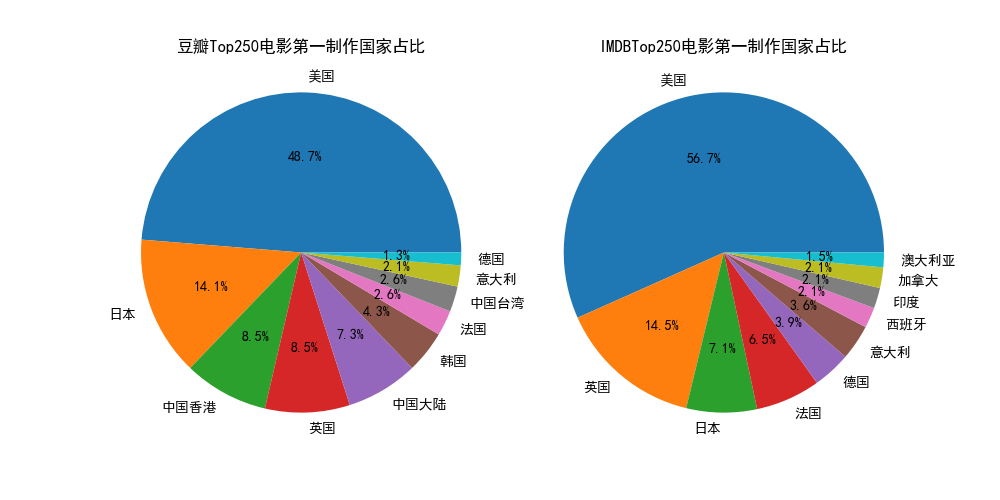 豆瓣Top250电影第一制作国家占比
美国
48.7%
日本
14.1%
中国香港
8.5%
英国
8.5%
中国大陆
7.3%
韩国
4.3%
法国
2.6%
中国台湾
2.6%
意大利
2.1%
德国
1.3%
IMDBTop250电影第一制作国家占比
美国
56.7%
英国
14.5%
日本
7.1%
法国
6.5%
德国
3.9%
意大利
3.6%
西班牙
2.1%
印度
2.1%
加拿大
2.1%
澳大利亚
1.5%